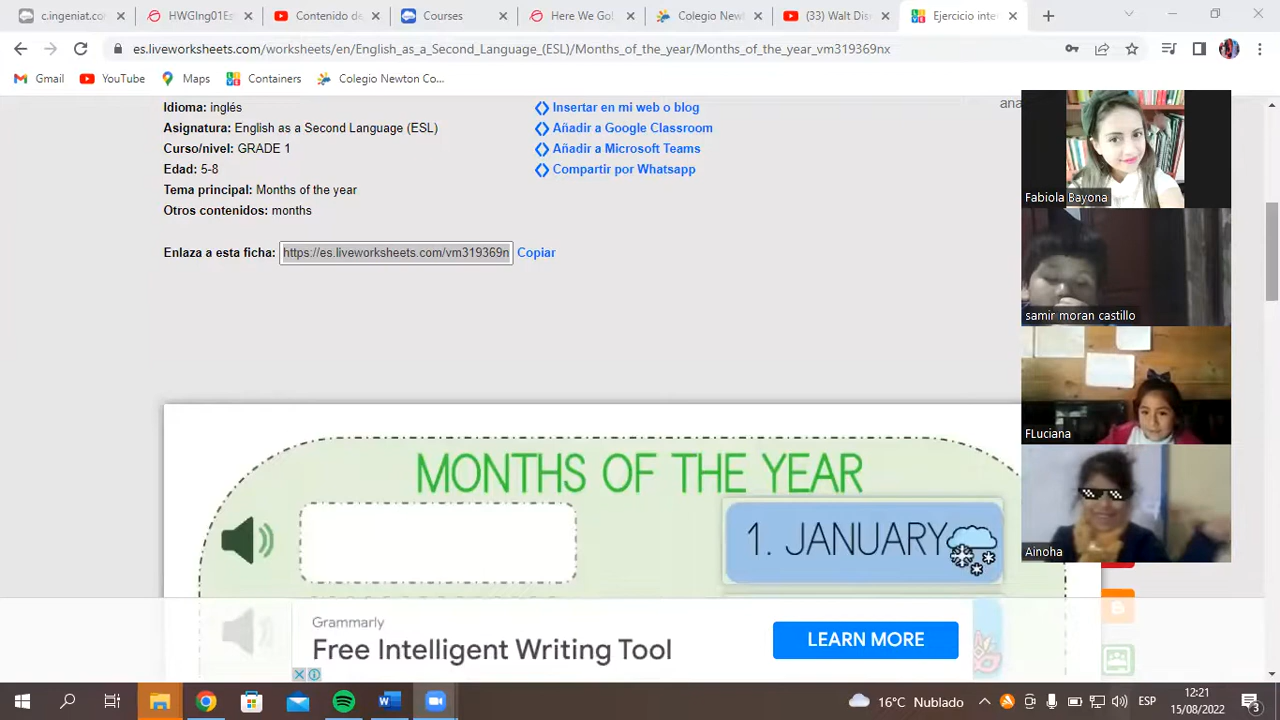 c.ingeniat.com
HWGIng01Es
Contenido de
Courses
Here We Go!
Colegio New
(33) Walt Dis
Ejercicio inte
es.liveworksheets.com/worksheets/en/English_as_a_Second_Language_(ESL)/Months_of_the_year/Months_of_the_year_vm319369nx
Gmail
YouTube
Maps
Containers
Colegio Newton Co...
Idioma: inglés
Asignatura: English as a Second Language (ESL)
Curso/nivel: GRADE 1
Edad: 5-8
Tema principal: Months of the year
Otros contenidos: months
Insertar en mi web o blog
Añadir a Google Classroom
Añadir a Microsoft Teams
Compartir por Whatsapp
Enlaza a esta ficha: https://es.liveworksheets.com/vm319369n Copiar
Fabiola Bayona
samir moran castillo
FLuciana
Ainoha
MONTHS OF THE YEAR
1. JANUARY
Grammarly
Free Intelligent Writing Tool
LEARN MORE
16°C Nublado
ESP
12:21
15/08/2022
3